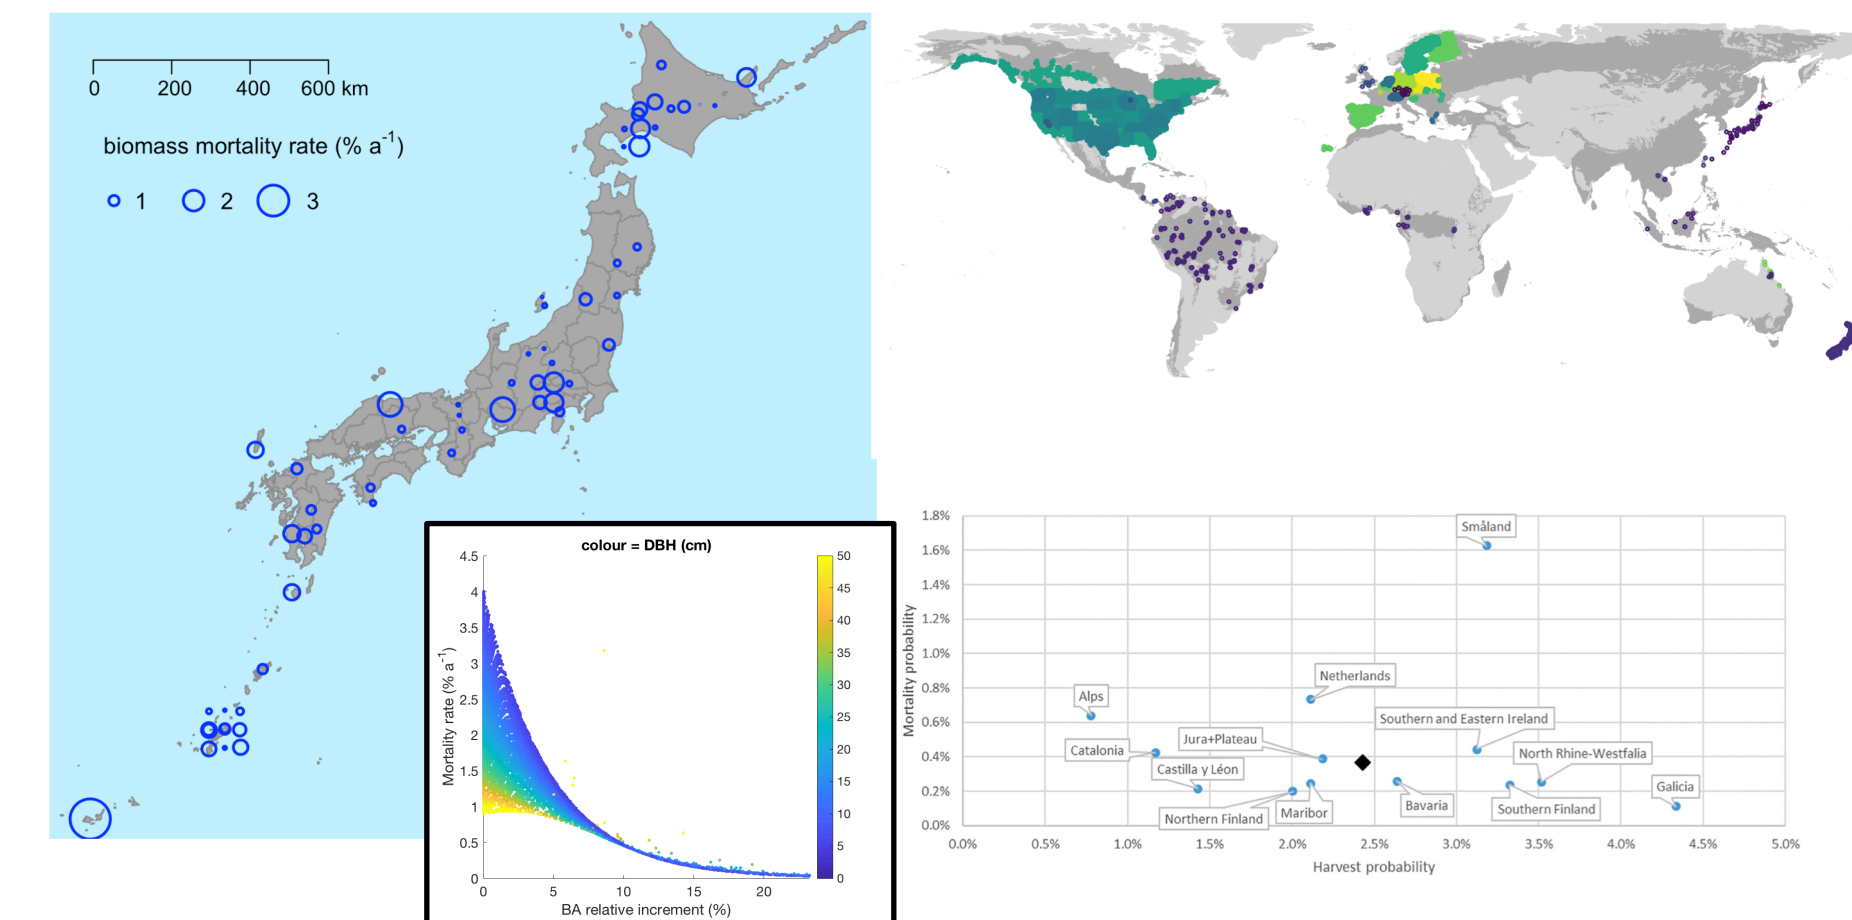 0 200 400 600 km
biomass mortality rate (% a-1)
1 2 3
colour = DBH (cm)
4.5
4
3.5
3
2.5
2
1.5
1
0.5
0
Mortality rate (% a-1)
0 5 10 15 20
BA relative increment (%)
50
45
40
35
30
25
20
15
10
5
0
1.8%
1.6%
1.4%
1.2%
1.0%
0.8%
0.6%
0.4%
0.2%
0.0%
Mortality probability
Småland
Netherlands
Alps
Southern and Eastern Ireland
Jura+Plateau
Catalonia
North Rhine-Westfalia
Castilla y Léon
Galicia
Bavaria
Northern Finland
Maribor
Southern Finland
0.0% 0.5% 1.0% 1.5% 2.0% 2.5% 3.0% 3.5% 4.0% 4.5% 5.0%
Harvest probability